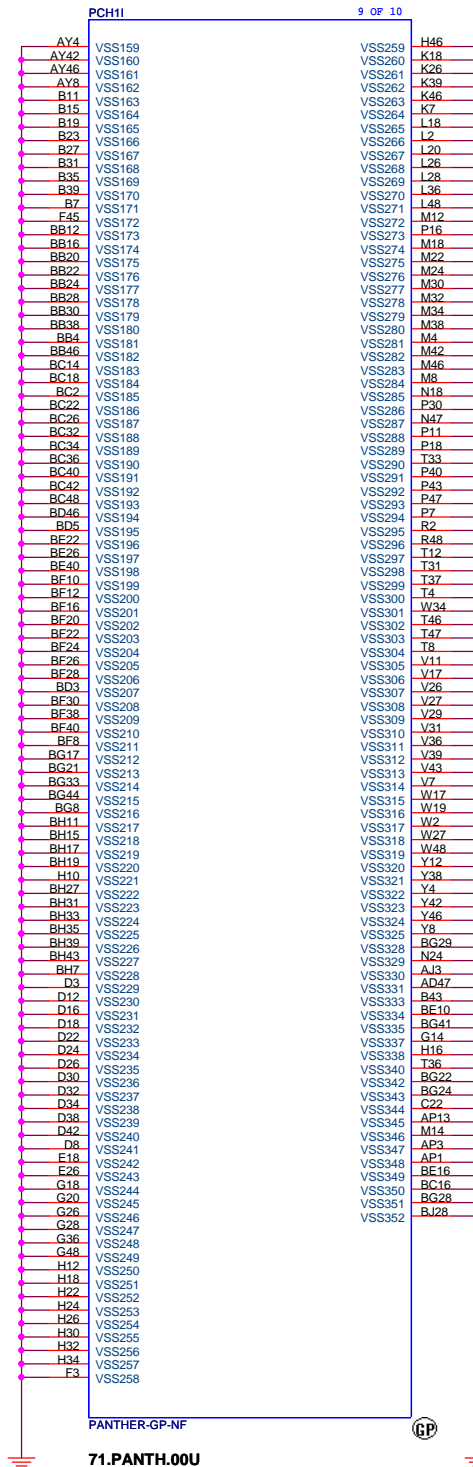 PCH1I 9 OF 10
AY4 VSS159 VSS259 H46
AY42 VSS160 VSS260 K18
AY46 VSS161 VSS261 K26
AY8 VSS162 VSS262 K39
B11 VSS163 VSS263 K46
B15 VSS164 VSS264 K7
B19 VSS165 VSS265 L18
B23 VSS166 VSS266 L2
B27 VSS167 VSS267 L20
B31 VSS168 VSS268 L26
B35 VSS169 VSS269 L28
B39 VSS170 VSS270 L36
B7 VSS171 VSS271 L48
F45 VSS172 VSS272 M12
BB12 VSS173 VSS273 P16
BB16 VSS174 VSS274 M18
BB20 VSS175 VSS275 M22
BB22 VSS176 VSS276 M24
BB24 VSS177 VSS277 M30
BB28 VSS178 VSS278 M32
BB30 VSS179 VSS279 M34
BB38 VSS180 VSS280 M38
BB4 VSS181 VSS281 M4
BB46 VSS182 VSS282 M42
BC14 VSS183 VSS283 M46
BC18 VSS184 VSS284 M8
BC2 VSS185 VSS285 N18
BC22 VSS186 VSS286 P30
BC26 VSS187 VSS287 N47
BC32 VSS188 VSS288 P11
BC34 VSS189 VSS289 P18
BC36 VSS190 VSS290 T33
BC40 VSS191 VSS291 P40
BC42 VSS192 VSS292 P43
BC48 VSS193 VSS293 P47
BD46 VSS194 VSS294 P7
BD5 VSS195 VSS295 R2
BE22 VSS196 VSS296 R48
BE26 VSS197 VSS297 T12
BE40 VSS198 VSS298 T31
BF10 VSS199 VSS299 T37
BF12 VSS200 VSS300 T4
BF16 VSS201 VSS301 W34
BF20 VSS202 VSS302 T46
BF22 VSS203 VSS303 T47
BF24 VSS204 VSS304 T8
BF26 VSS205 VSS305 V11
BF28 VSS206 VSS306 V17
BD3 VSS207 VSS307 V26
BF30 VSS208 VSS308 V27
BF38 VSS209 VSS309 V29
BF40 VSS210 VSS310 V31
BF8 VSS211 VSS311 V36
BG17 VSS212 VSS312 V39
BG21 VSS213 VSS313 V43
BG33 VSS214 VSS314 V7
BG44 VSS215 VSS315 W17
BG8 VSS216 VSS316 W19
BH11 VSS217 VSS317 W2
BH15 VSS218 VSS318 W27
BH17 VSS219 VSS319 W48
BH19 VSS220 VSS320 Y12
H10 VSS221 VSS321 Y38
BH27 VSS222 VSS322 Y4
BH31 VSS223 VSS323 Y42
BH33 VSS224 VSS324 Y46
BH35 VSS225 VSS325 Y8
BH39 VSS226 VSS328 BG29
BH43 VSS227 VSS329 N24
BH7 VSS228 VSS330 AJ3
D3 VSS229 VSS331 AD47
D12 VSS230 VSS333 B43
D16 VSS231 VSS334 BE10
D18 VSS232 VSS335 BG41
D22 VSS233 VSS337 G14
D24 VSS234 VSS338 H16
D26 VSS235 VSS340 T36
D30 VSS236 VSS342 BG22
D32 VSS237 VSS343 BG24
D34 VSS238 VSS344 C22
D38 VSS239 VSS345 AP13
D42 VSS240 VSS346 M14
D8 VSS241 VSS347 AP3
E18 VSS242 VSS348 AP1
E26 VSS243 VSS349 BE16
G18 VSS244 VSS350 BC16
G20 VSS245 VSS351 BG28
G26 VSS246 VSS352 BJ28
G28 VSS247
G36 VSS248
G48 VSS249
H12 VSS250
H18 VSS251
H22 VSS252
H24 VSS253
H26 VSS254
H30 VSS255
H32 VSS256
H34 VSS257
F3 VSS258
PANTHER-GP-NF GP
71.PANTH.00U